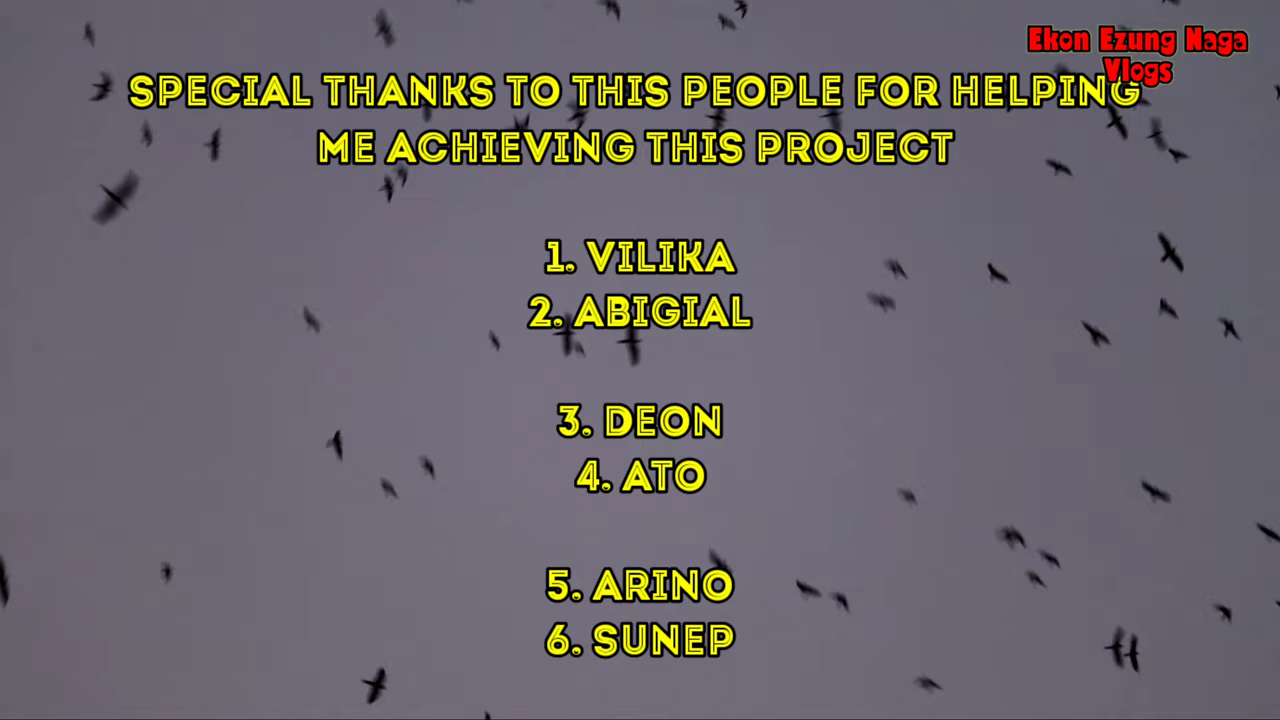 Ekon Ezung Naga
Vlogs
SPECIAL THANKS TO THIS PEOPLE FOR HELPING
ME ACHIEVING THIS PROJECT
1. VILIKA
2. ABIGIAL
3. DEON
4. ATO
5. ARINO
6. SUNEP